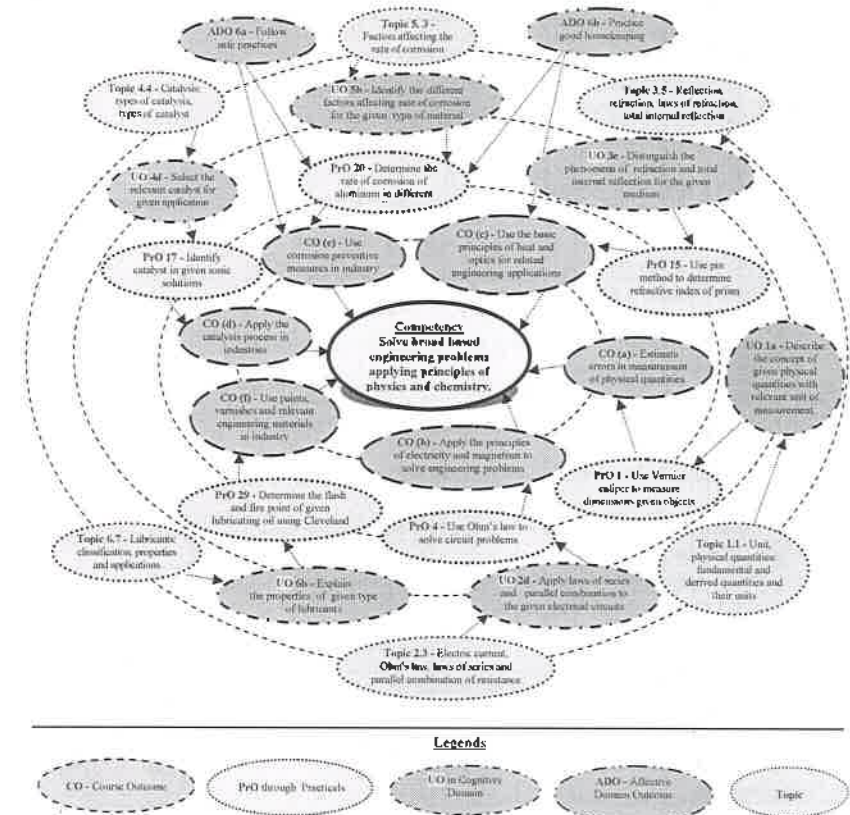 ADO 6a - Follow
safe practices
Topic 5. 3 -
Factors affecting the
rate of corrosion
ADO 6b - Practice
good housekeeping
Topic 4.4 - Catalysis:
types of catalysis,
types of catalyst
UO 5b - Identify the different
factors affecting rate of corrosion
for the given type of material
Topic 3.5 - Reflection,
refraction, laws of refraction,
total internal reflection
UO 4d - Select the
relevant catalyst for
given application
PrO 20 - Determine the
rate of corrosion of
aluminum in different
UO 3e - Distinguish the
phenomena of refraction and total
internal reflection for the given
medium
PrO 17 - Identify
catalyst in given ionic
solutions
CO (e) - Use
corrosion preventive
measures in industry
CO (c) - Use the basic
principles of heat and
optics for related
engineering applications
PrO 15 - Use pin
method to determine
refractive index of prism
CO (d) - Apply the
catalysis process in
industries
Competency
Solve broad based
engineering problems
applying principles of
physics and chemistry.
CO (a) - Estimate
errors in measurement
of physical quantities
UO 1a - Describe
the concept of
given physical
quantities with
relevant unit of
measurement
CO (f) - Use paints,
varnishes and relevant
engineering materials
in industry
CO (b) - Apply the principles
of electricity and magnetism to
solve engineering problems
PrO 1 - Use Vernier
caliper to measure
dimensions given objects
PrO 29 - Determine the flash
and fire point of given
lubricating oil using Cleveland
PrO 4 - Use Ohm's law to
solve circuit problems
Topic 6.7 - Lubricants:
classification, properties
and applications
Topic 1.1 - Unit,
physical quantities:
fundamental and
derived quantities and
their units
UO 6h - Explain
the properties of given type
of lubricants
UO 2d - Apply laws of series
and parallel combination to
the given electrical circuits
Topic 2.3 - Electric current,
Ohm's law, laws of series and
parallel combination of resistance
Legends
CO - Course Outcome
PrO through Practicals
UO in Cognitive
Domain
ADO - Affective
Domain Outcome
Topic